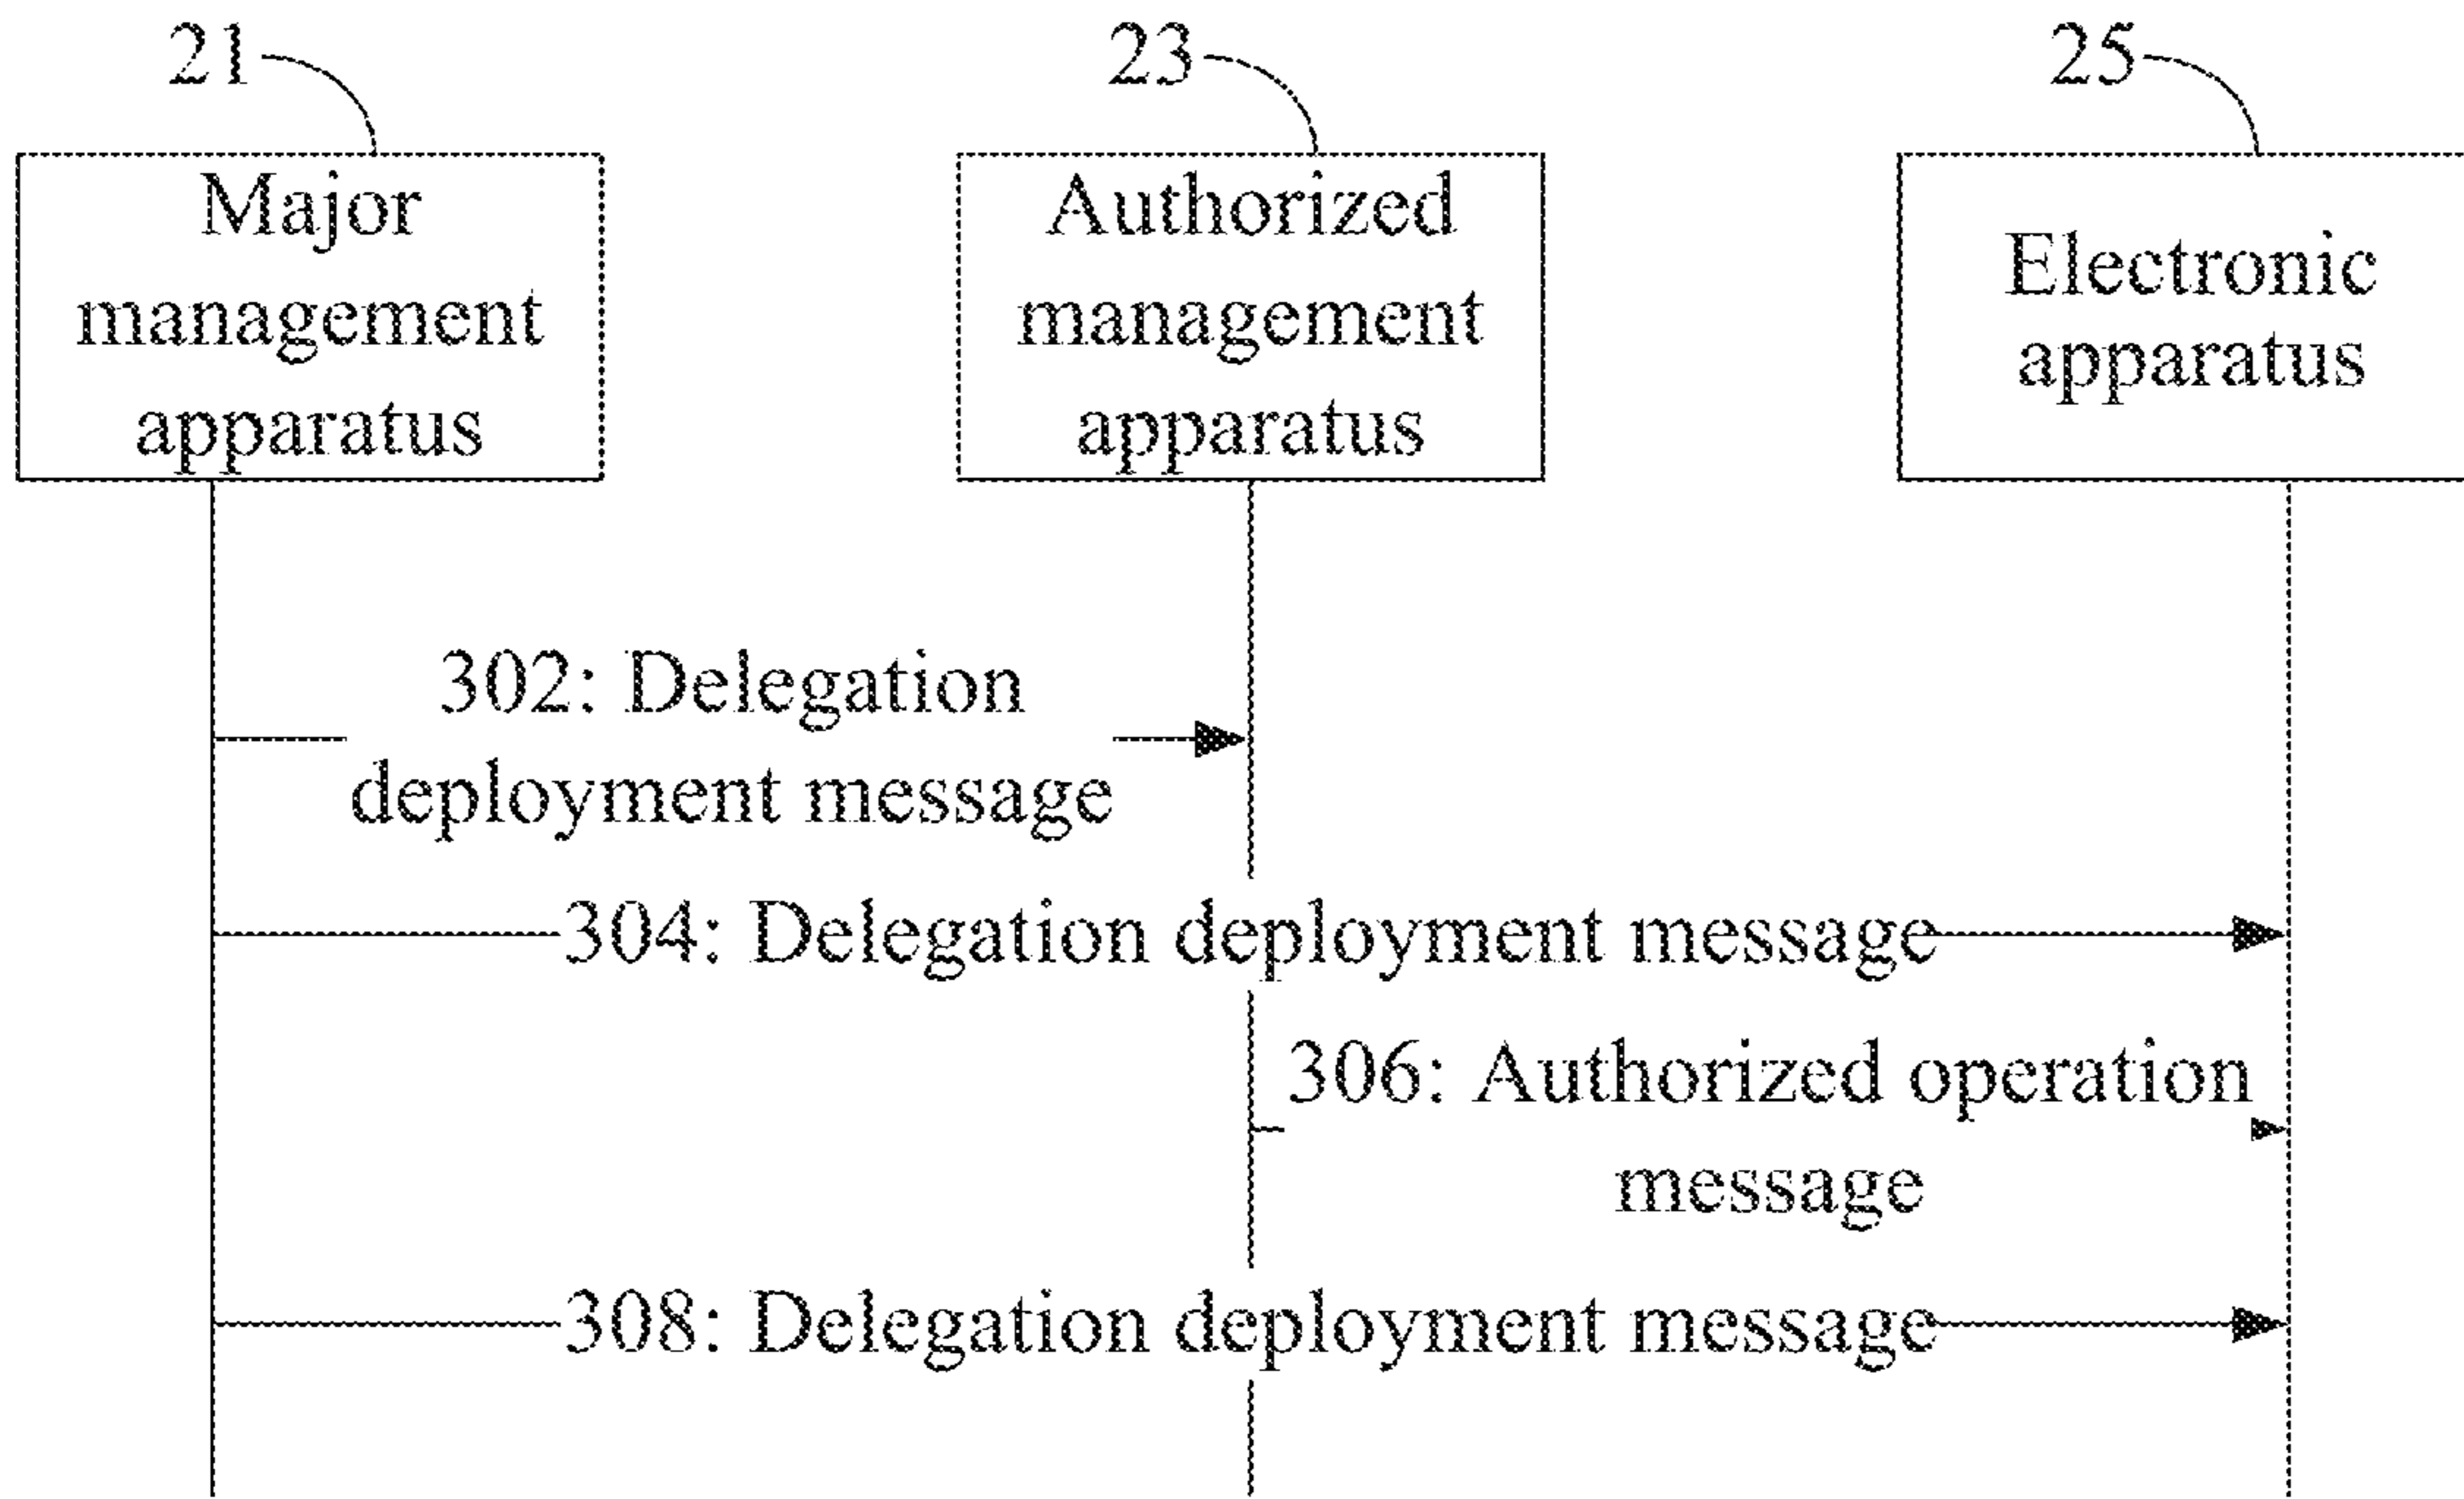 21
23
25
Major
management
apparatus
Authorized
management
apparatus
Electronic
apparatus
302: Delegation
deployment message
304: Delegation deployment message
306: Authorized operation
message
308: Delegation deployment message